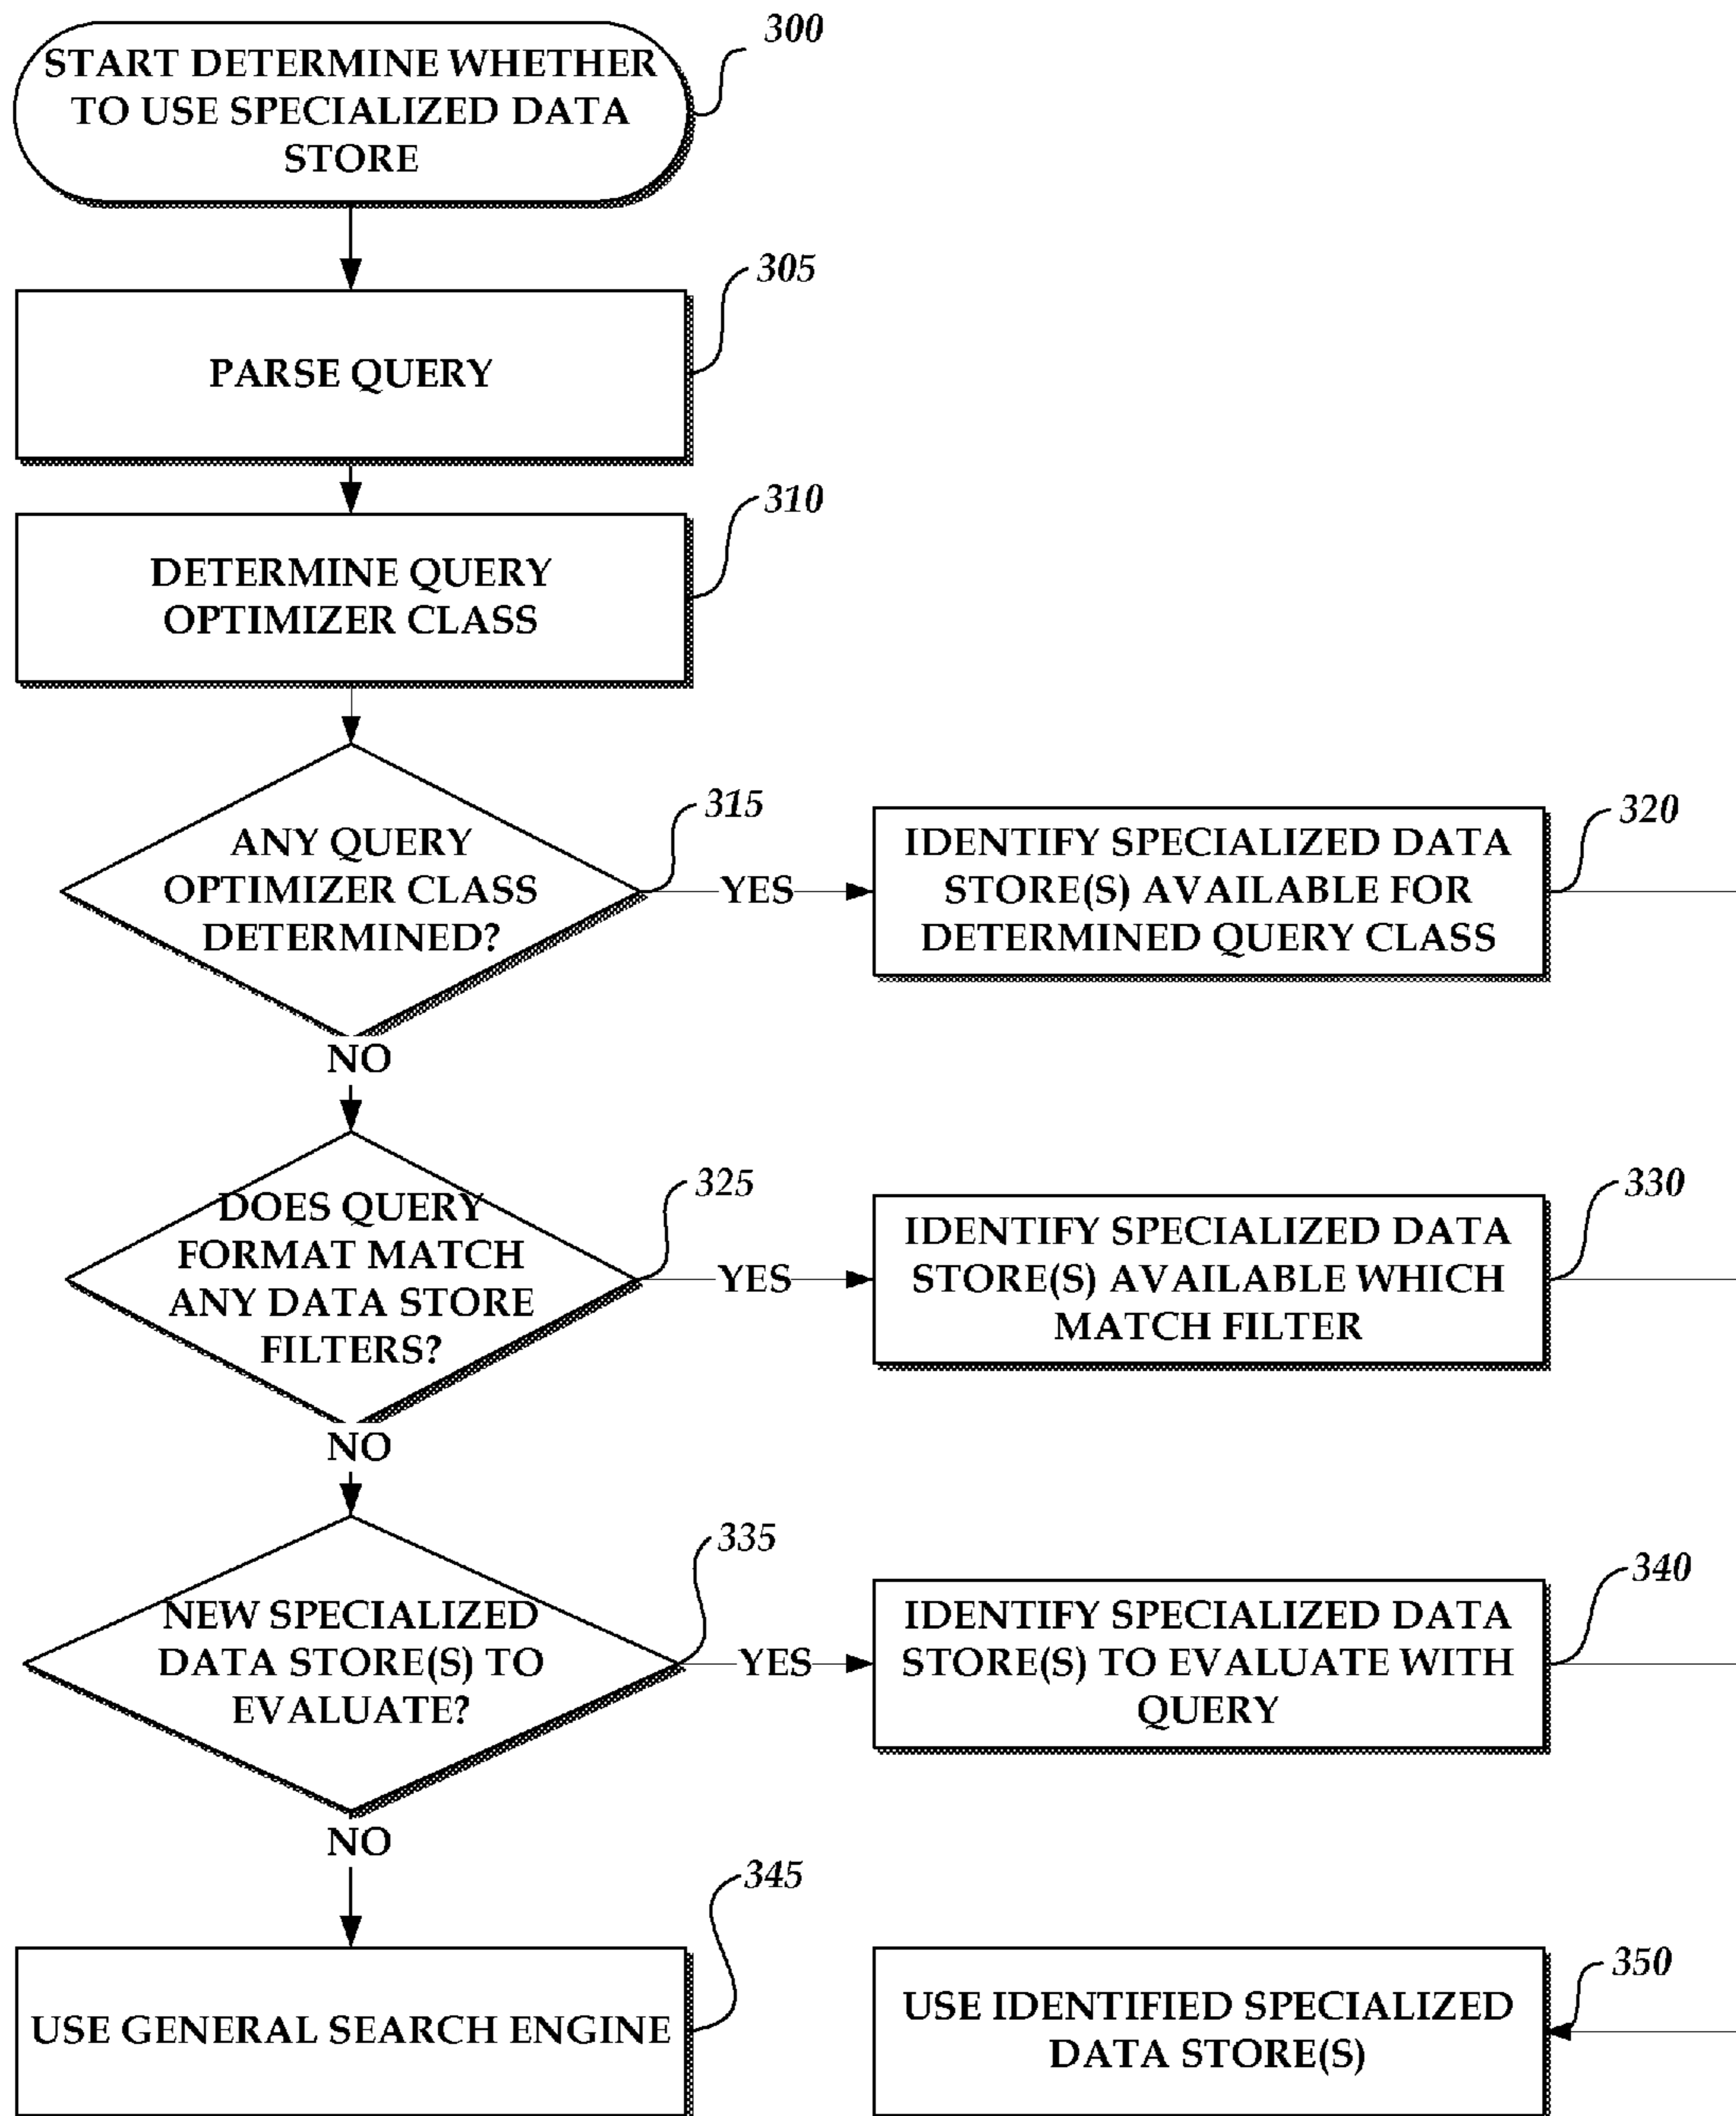 300
START DETERMINE WHETHER
TO USE SPECIALIZED DATA
STORE
305
PARSE QUERY
310
DETERMINE QUERY
OPTIMIZER CLASS
315
ANY QUERY
OPTIMIZER CLASS
DETERMINED?
YES
320
IDENTIFY SPECIALIZED DATA
STORE(S) AVAILABLE FOR
DETERMINED QUERY CLASS
NO
325
DOES QUERY
FORMAT MATCH
ANY DATA STORE
FILTERS?
YES
330
IDENTIFY SPECIALIZED DATA
STORE(S) AVAILABLE WHICH
MATCH FILTER
NO
335
NEW SPECIALIZED
DATA STORE(S) TO
EVALUATE?
YES
340
IDENTIFY SPECIALIZED DATA
STORE(S) TO EVALUATE WITH
QUERY
NO
345
USE GENERAL SEARCH ENGINE
350
USE IDENTIFIED SPECIALIZED
DATA STORE(S)